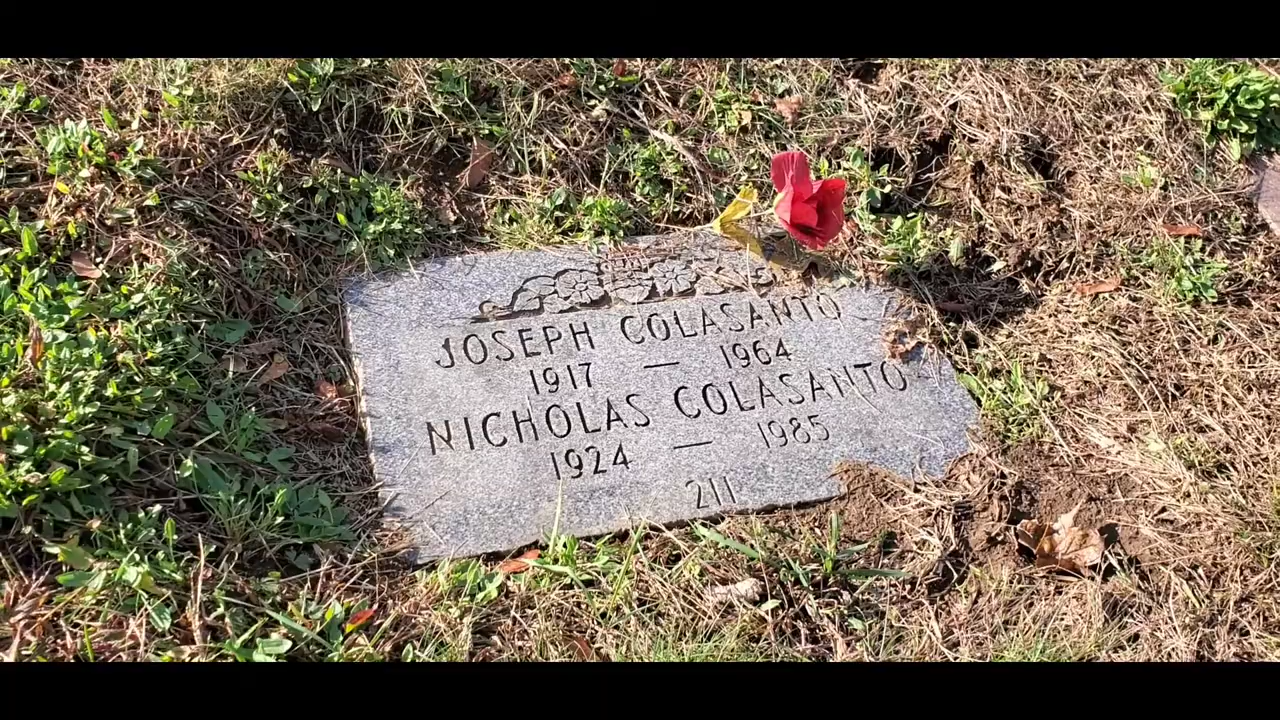 JOSEPH COLASANTO
1917 — 1964
NICHOLAS COLASANTO
1924 — 1985
211